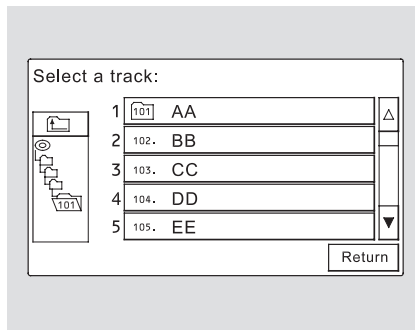 Select a track:
1 101 AA
2 102. BB
3 103. CC
4 104. DD
5 105. EE
101
Return